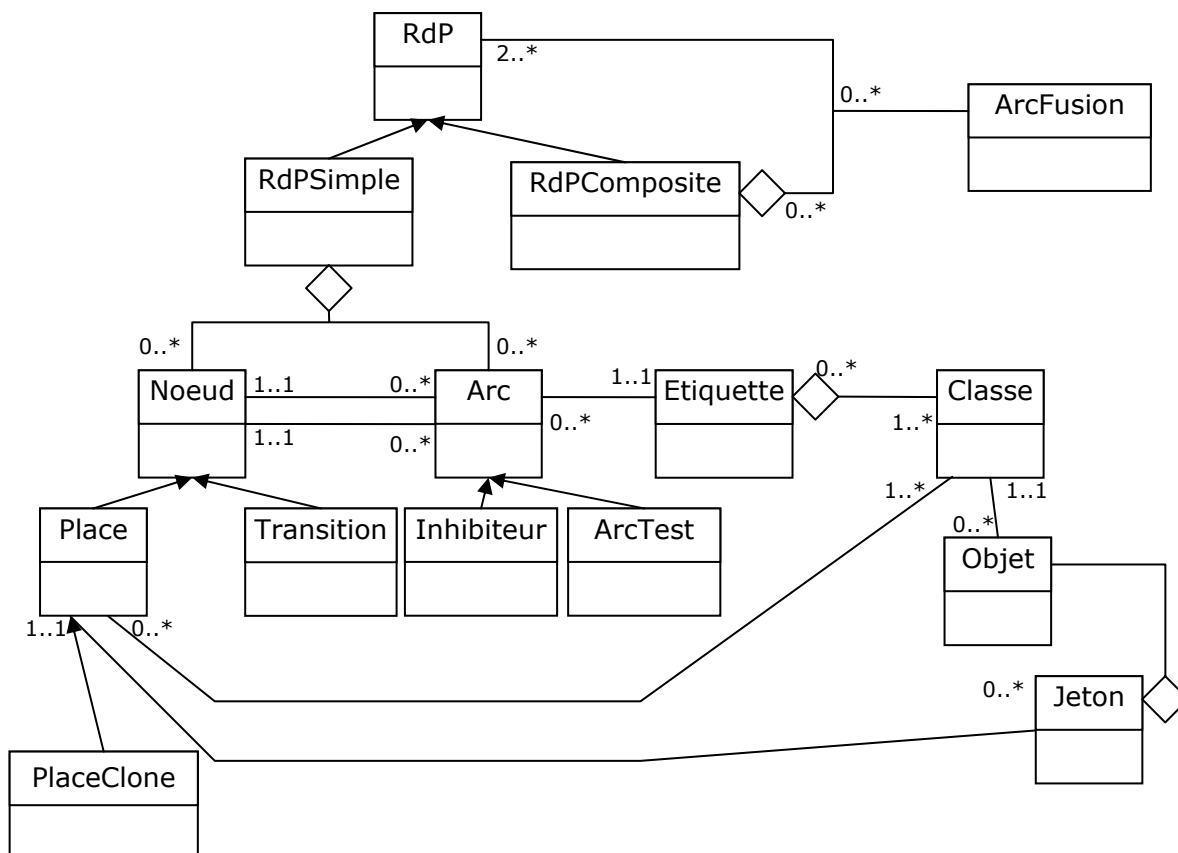 RdP
2..*
0..*
ArcFusion
RdPSimple
RdPComposite
0..*
0..*
0..*
Noeud
1..1
0..*
Arc
1..1
Etiquette
0..*
Classe
1..1
0..*
0..*
1..*
Place
Transition
Inhibiteur
ArcTest
1..*
1..1
0..*
Objet
1..1
0..*
0..*
Jeton
PlaceClone